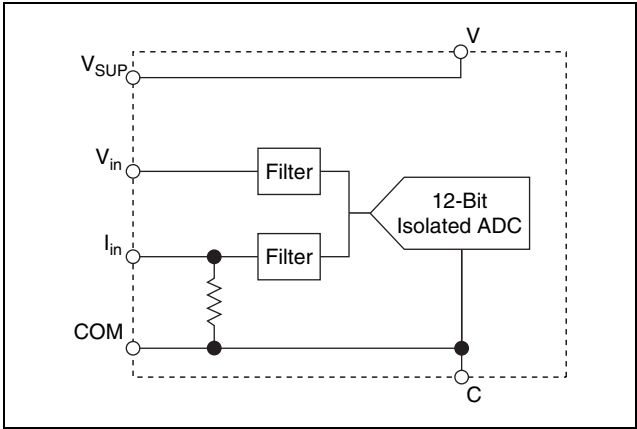 V
V_SUP
V_in
Filter
12-Bit
Isolated ADC
I_in
Filter
COM
C